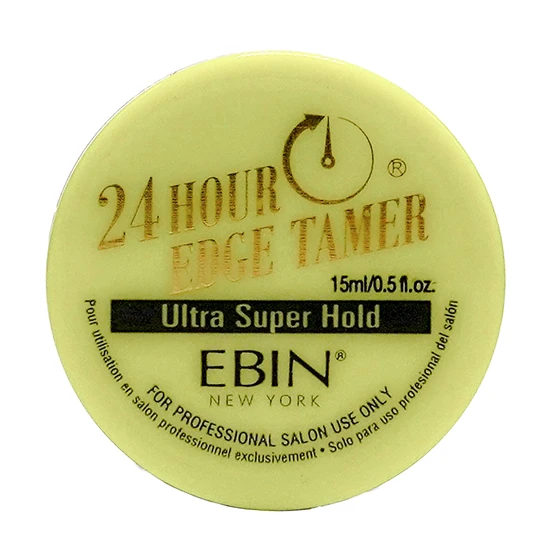 24 HOUR
EDGE TAMER®
15ml/0.5 fl.oz.
Ultra Super Hold
EBIN®
NEW YORK
FOR PROFESSIONAL SALON USE ONLY
Pour utilisation en salon professionnel exclusivement • Solo para uso profesional del salón